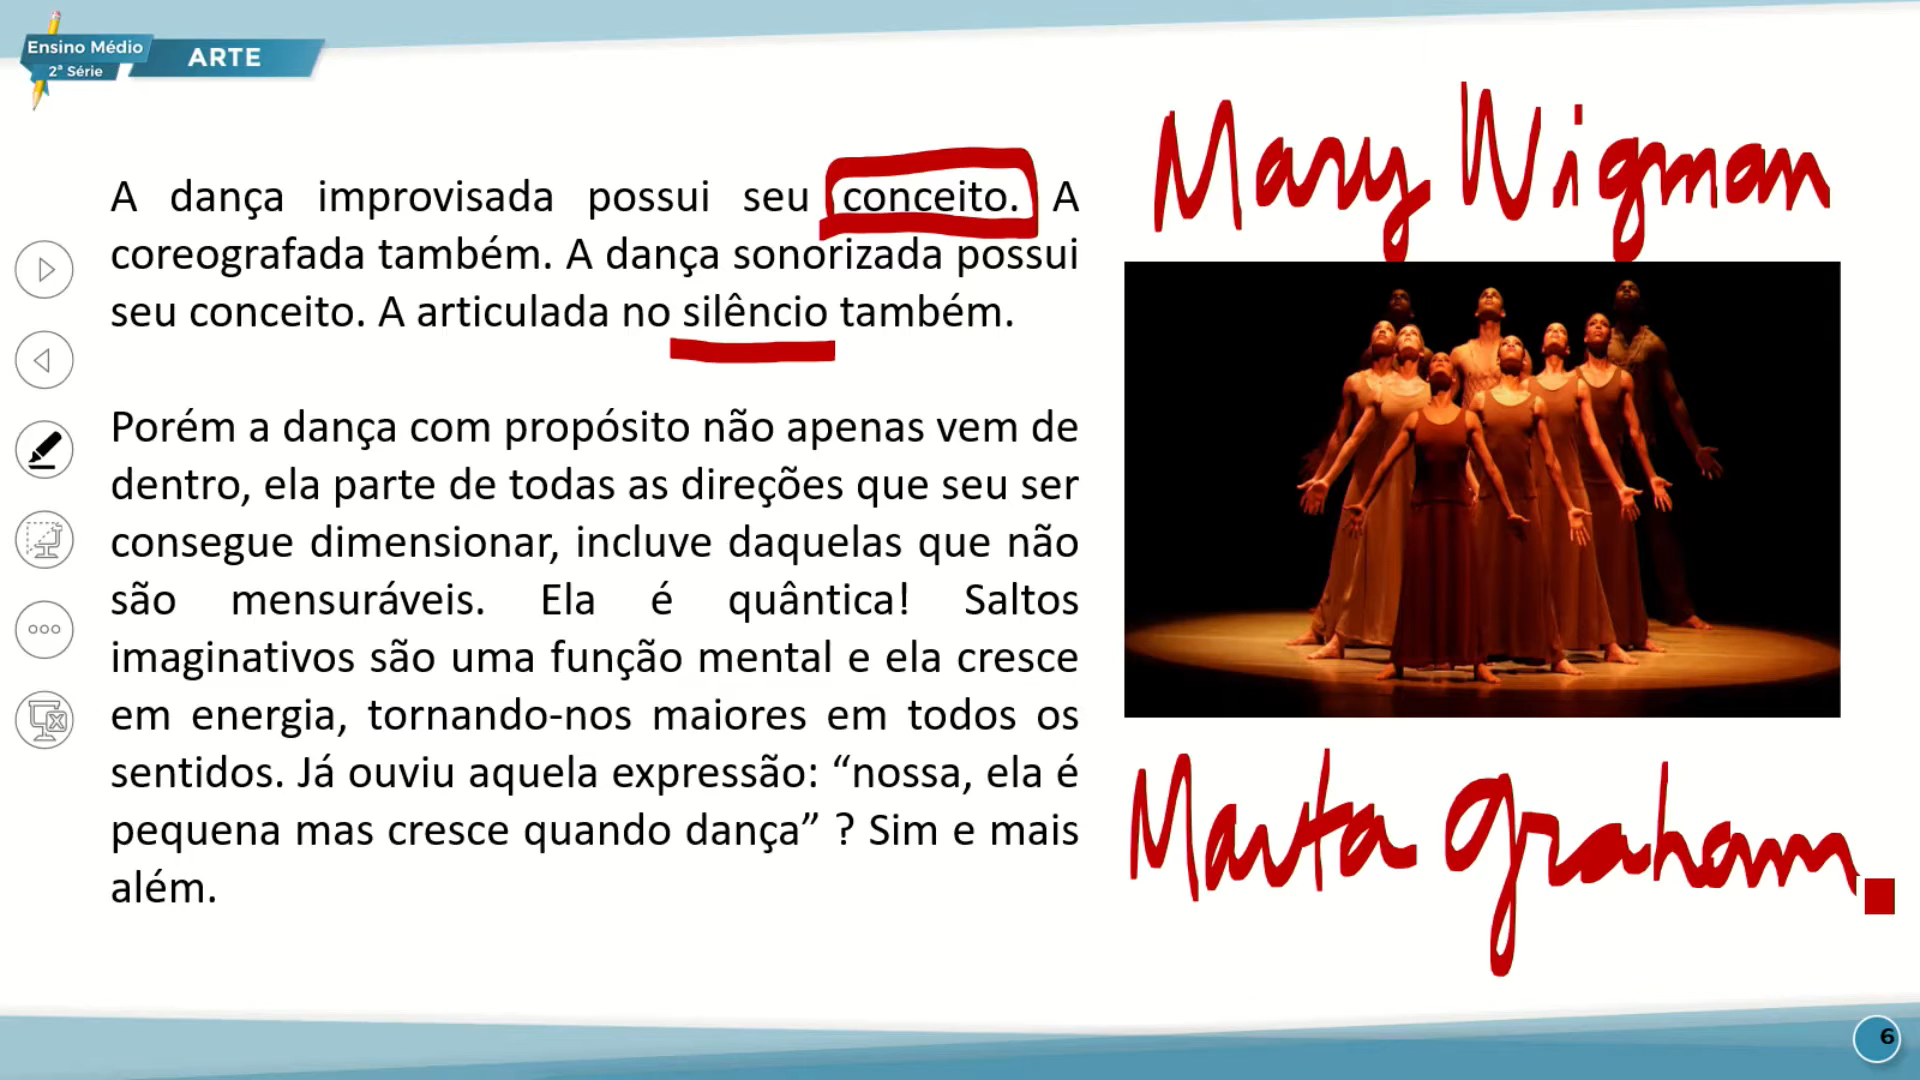 Ensino Médio
2ª Série
ARTE
Mary Wigman
A dança improvisada possui seu conceito. A
coreografada também. A dança sonorizada possui
seu conceito. A articulada no silêncio também.
Porém a dança com propósito não apenas vem de
dentro, ela parte de todas as direções que seu ser
consegue dimensionar, incluve daquelas que não
são mensuráveis. Ela é quântica! Saltos
imaginativos são uma função mental e ela cresce
em energia, tornando-nos maiores em todos os
sentidos. Já ouviu aquela expressão: “nossa, ela é
pequena mas cresce quando dança” ? Sim e mais
além.
Marta Graham.
6